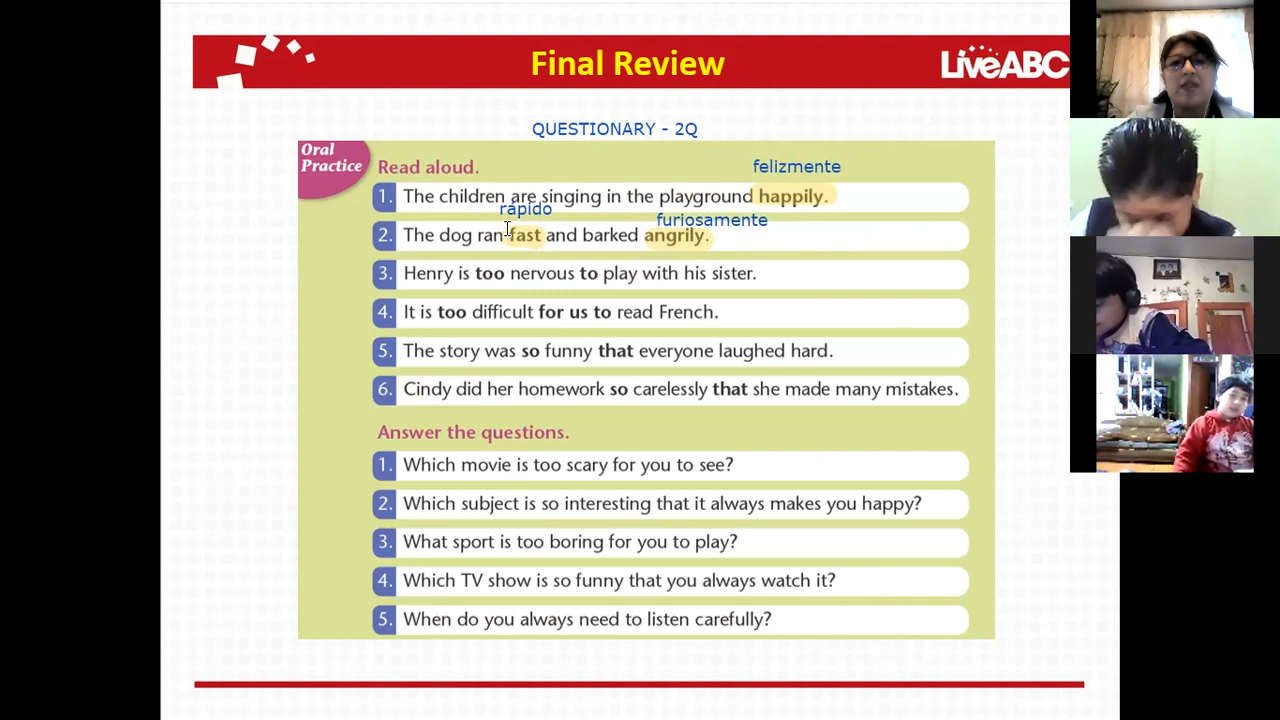 Final Review
LiveABC
QUESTIONARY - 2Q
Oral
Practice
Read aloud.
felizmente
1. The children are singing in the playground happily.
rápido
furiosamente
2. The dog ran fast and barked angrily.
3. Henry is too nervous to play with his sister.
4. It is too difficult for us to read French.
5. The story was so funny that everyone laughed hard.
6. Cindy did her homework so carelessly that she made many mistakes.
Answer the questions.
1. Which movie is too scary for you to see?
2. Which subject is so interesting that it always makes you happy?
3. What sport is too boring for you to play?
4. Which TV show is so funny that you always watch it?
5. When do you always need to listen carefully?